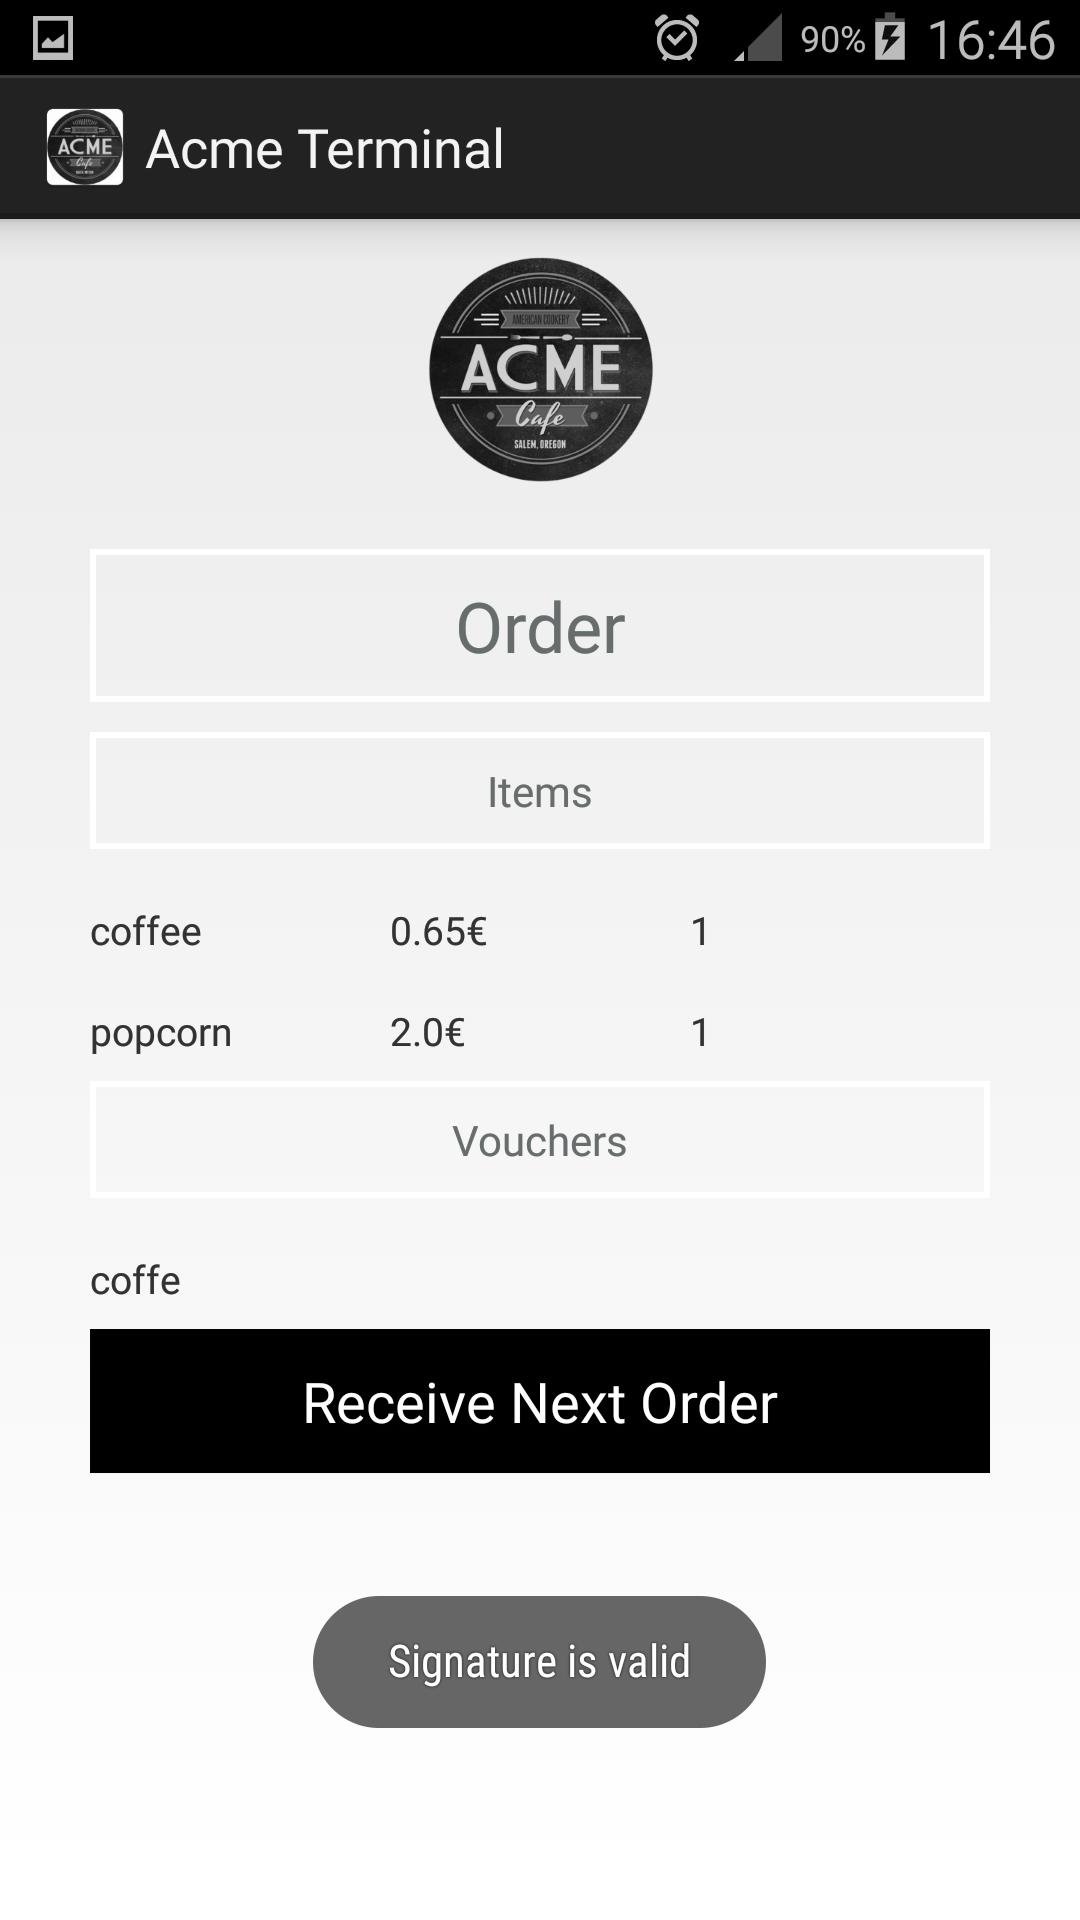 90% 16:46
Acme Terminal
AMERICAN COOKERY
ACME
Cafe
SALEM, OREGON
Order
Items
coffee 0.65€ 1
popcorn 2.0€ 1
Vouchers
coffe
Receive Next Order
Signature is valid